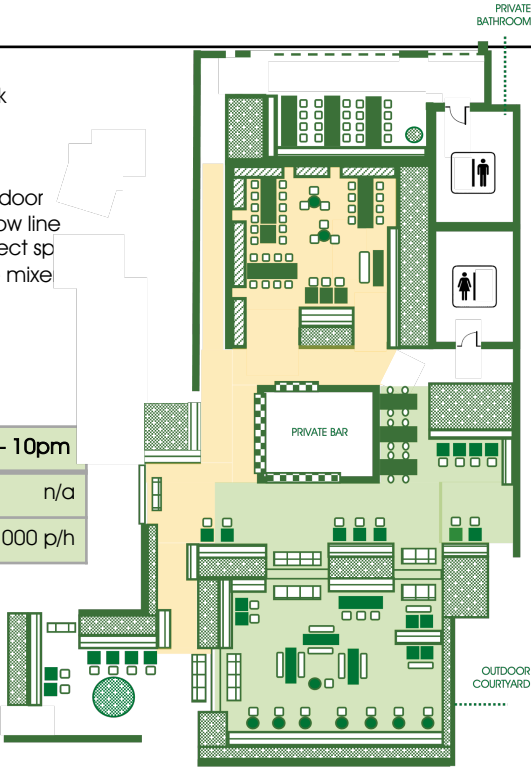 PRIVATE
BATHROOM
k
door
ow line
ect sp
mixe
- 10pm
n/a
000 p/h
PRIVATE BAR
OUTDOOR
COURTYARD